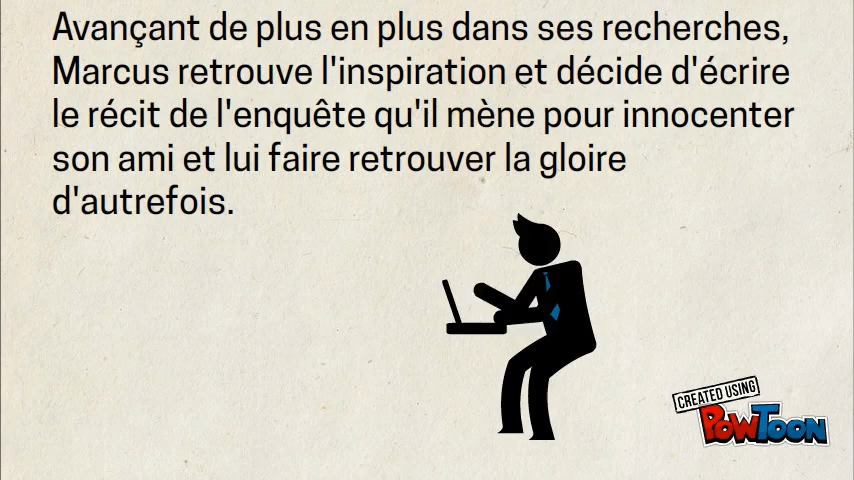 Avançant de plus en plus dans ses recherches,
Marcus retrouve l'inspiration et décide d'écrire
le récit de l'enquête qu'il mène pour innocenter
son ami et lui faire retrouver la gloire
d'autrefois.
CREATED USING
POWTOON